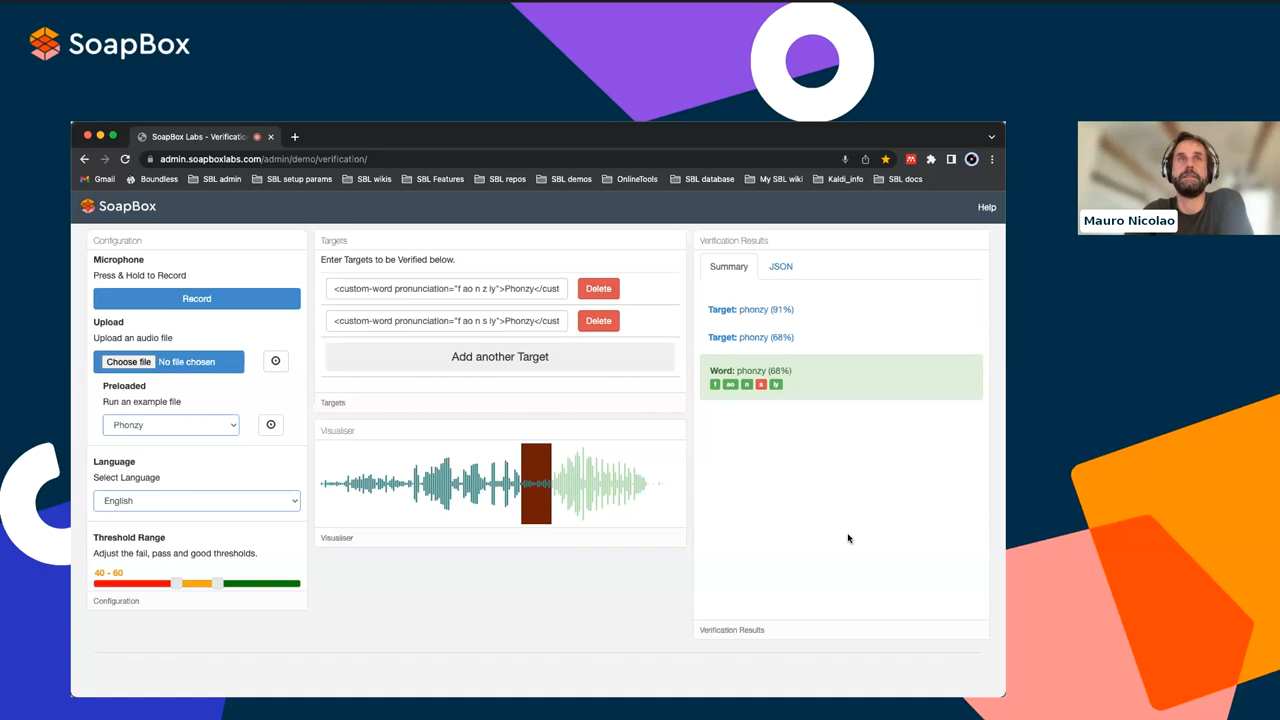 SoapBox
SoapBox Labs - Verificatio
admin.soapboxlabs.com/admin/demo/verification/
Gmail Boundless SBL admin SBL setup params SBL wikis SBL Features SBL repos SBL demos OnlineTools SBL database My SBL wiki Kaldi_info SBL docs
SoapBox
Help
Configuration
Microphone
Press & Hold to Record
Record
Upload
Upload an audio file
Choose file No file chosen
Preloaded
Run an example file
Phonzy
Language
Select Language
English
Threshold Range
Adjust the fail, pass and good thresholds.
40 - 60
Configuration
Targets
Enter Targets to be Verified below.
<custom-word pronunciation="f ao n z iy">Phonzy</cust
Delete
<custom-word pronunciation="f ao n s iy">Phonzy</cust
Delete
Add another Target
Targets
Visualiser
Visualiser
Verification Results
Summary JSON
Target: phonzy (91%)
Target: phonzy (68%)
Word: phonzy (68%)
f ao n s iy
Verification Results
Mauro Nicolao